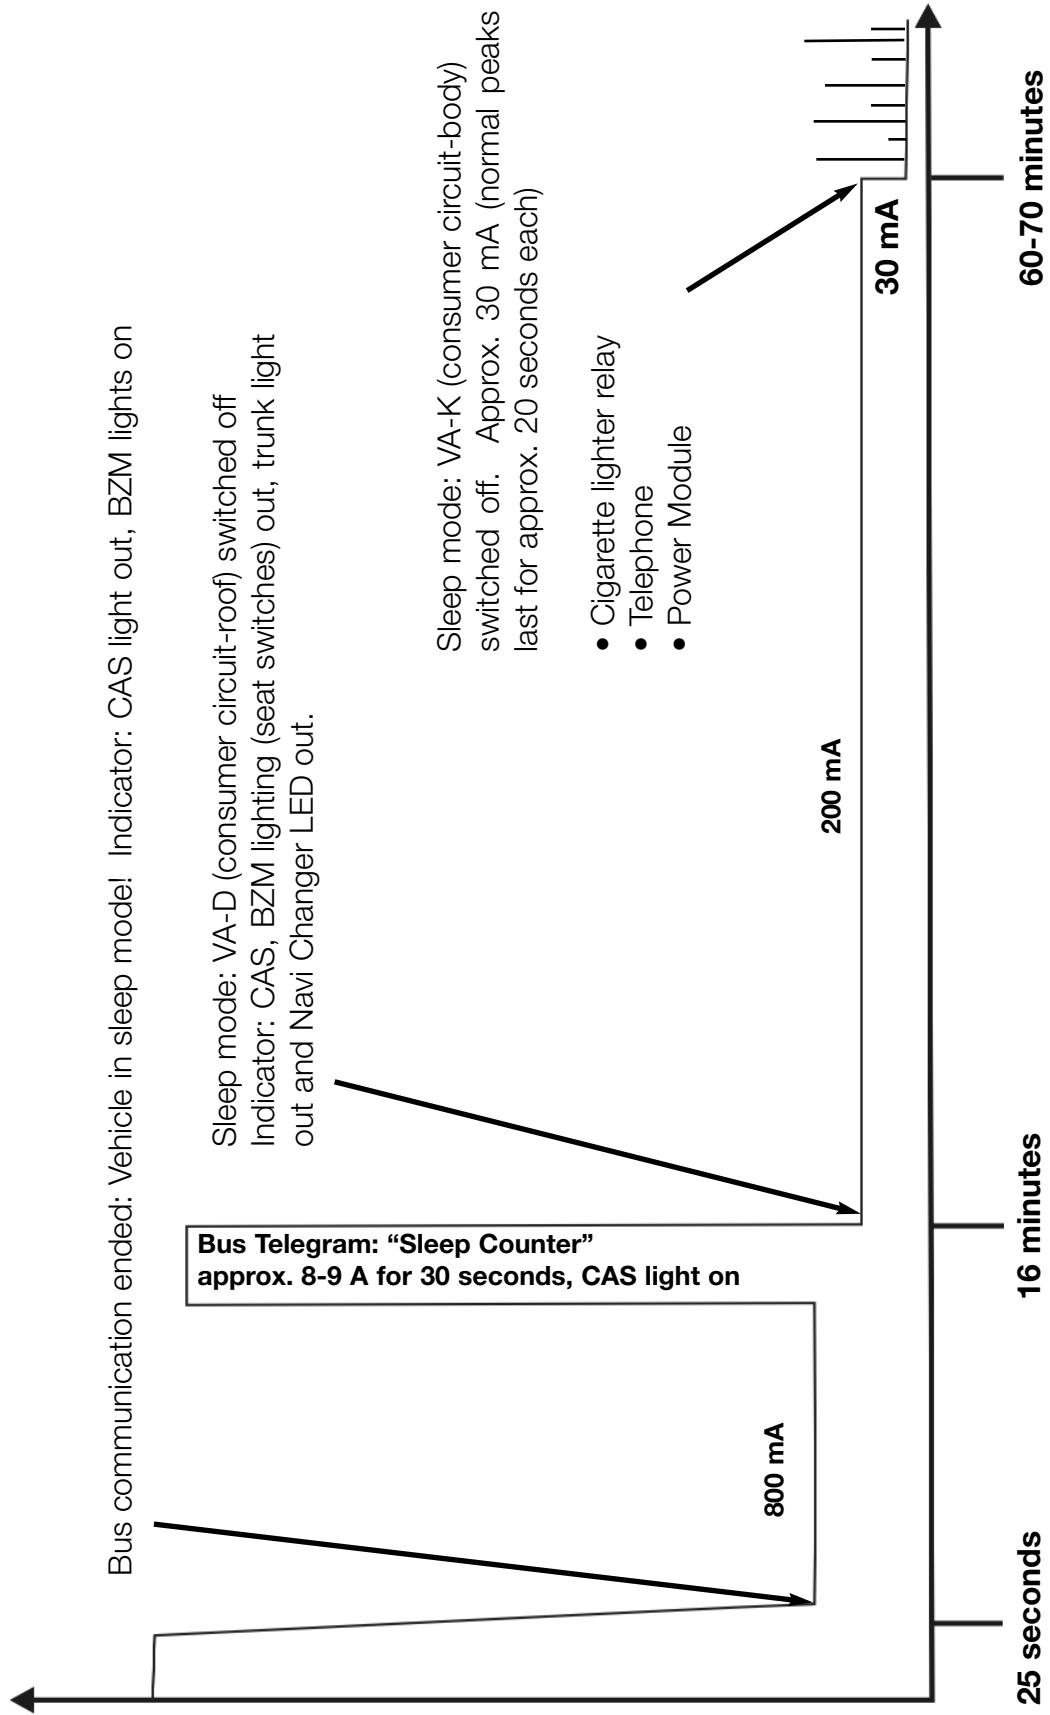 Bus communication ended: Vehicle in sleep mode!  Indicator: CAS light out, BZM lights on
Sleep mode: VA-D (consumer circuit-roof) switched off
Indicator: CAS, BZM lighting (seat switches) out, trunk light
out and Navi Changer LED out.
Sleep mode: VA-K (consumer circuit-body)
switched off.  Approx. 30 mA (normal peaks
last for approx. 20 seconds each)
• Cigarette lighter relay
• Telephone
• Power Module
Bus Telegram: “Sleep Counter”
approx. 8-9 A for 30 seconds, CAS light on
800 mA
200 mA
30 mA
25 seconds
16 minutes
60-70 minutes